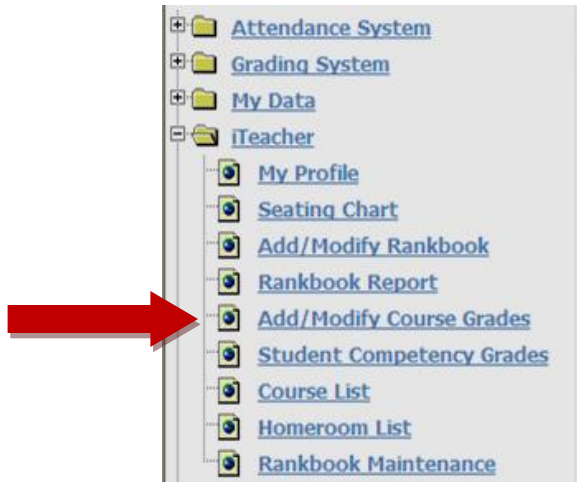 Attendance System
Grading System
My Data
iTeacher
My Profile
Seating Chart
Add/Modify Rankbook
Rankbook Report
Add/Modify Course Grades
Student Competency Grades
Course List
Homeroom List
Rankbook Maintenance